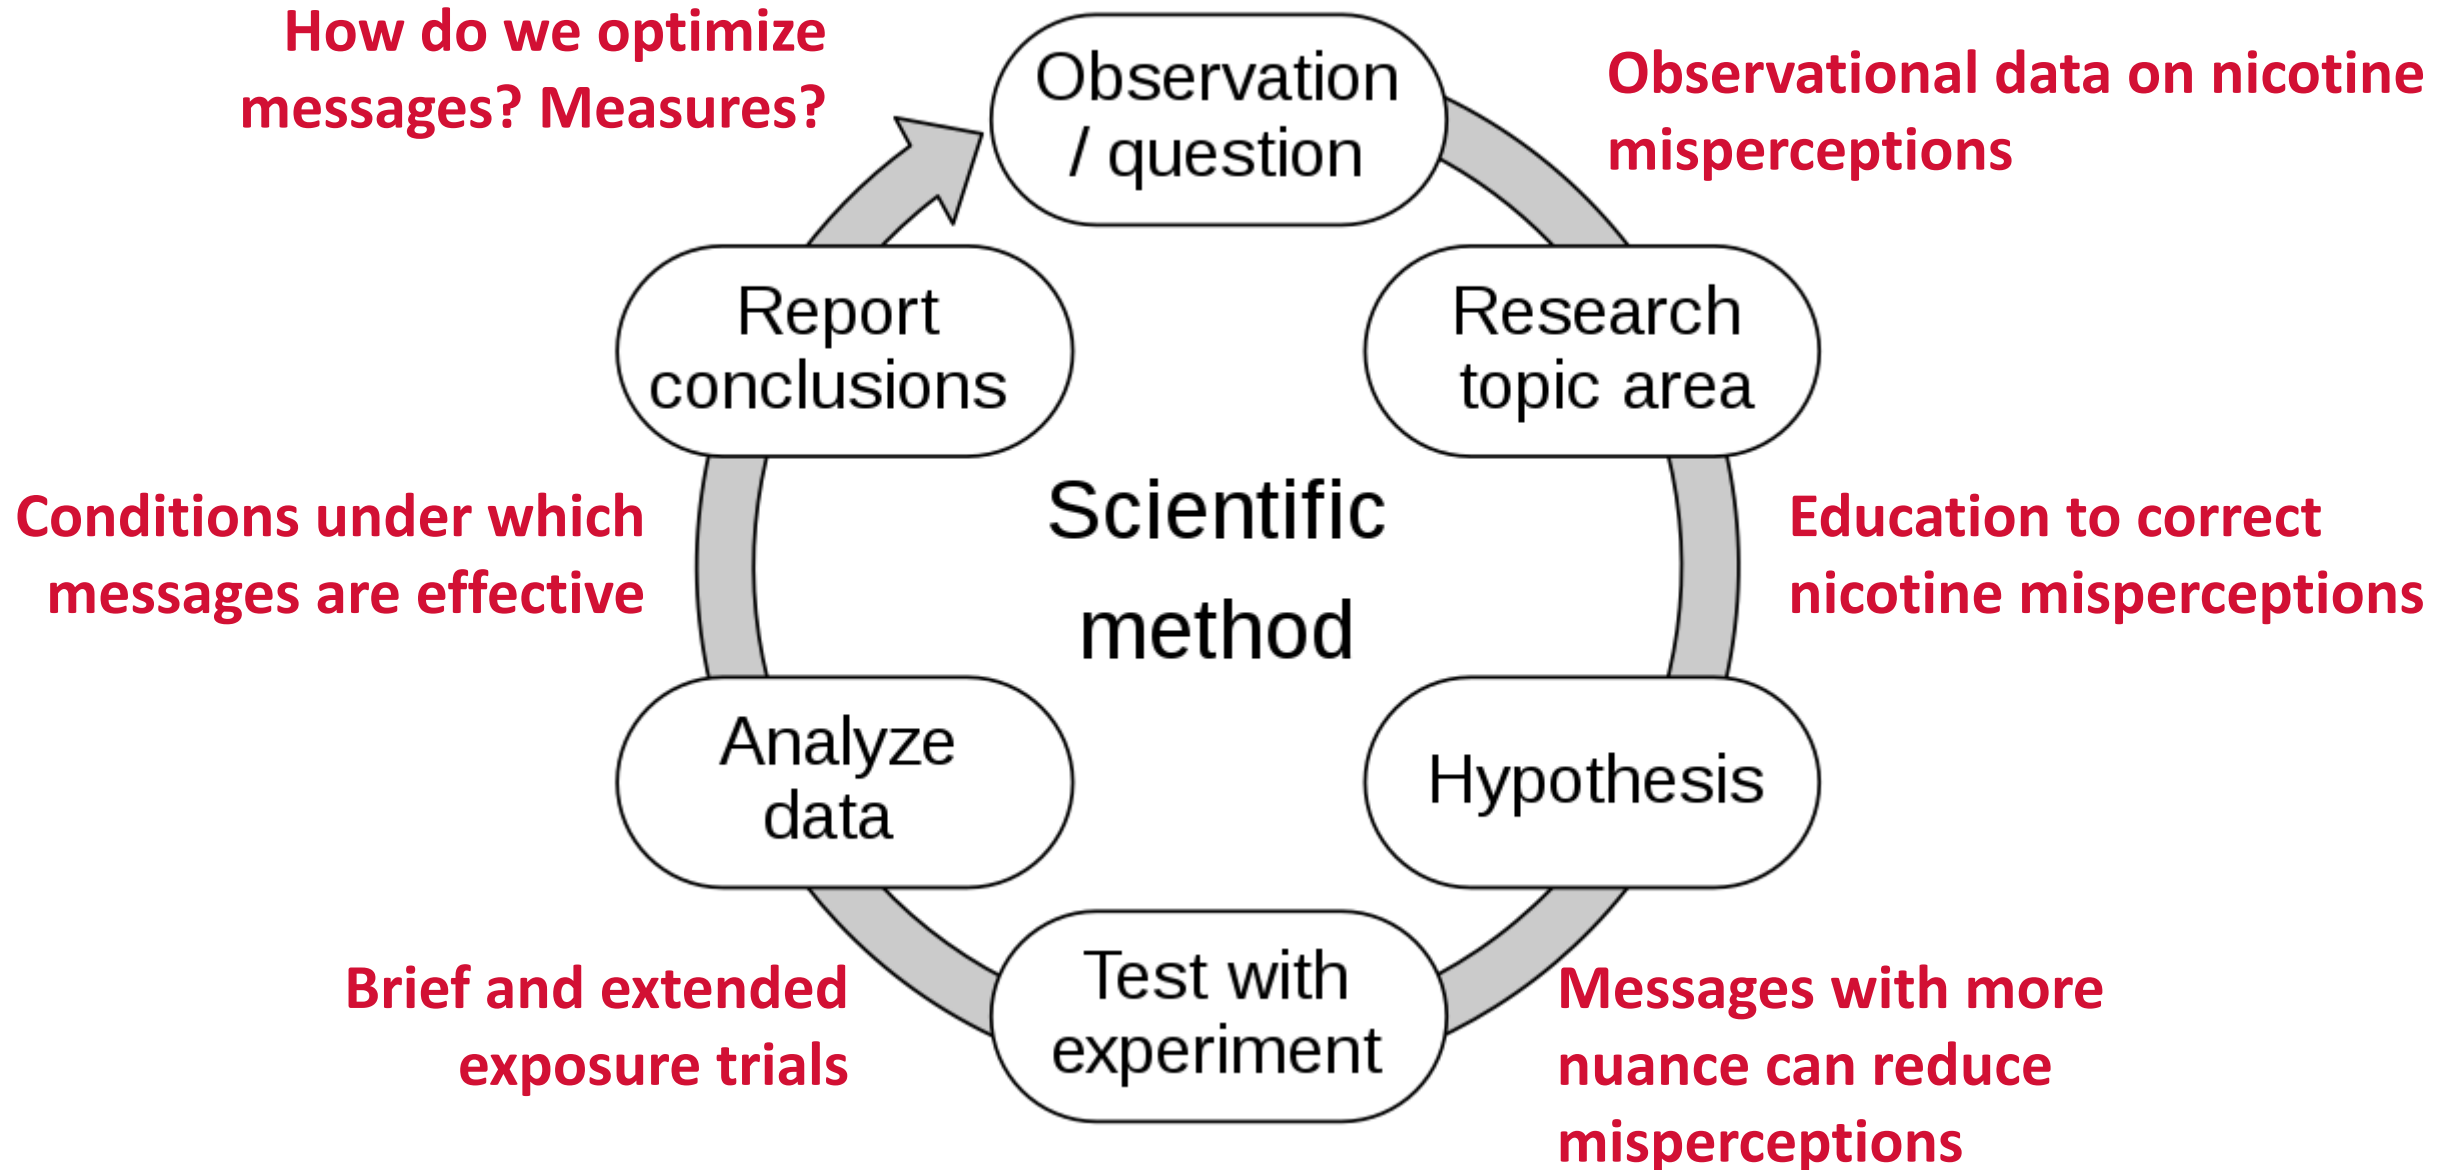 How do we optimize
messages? Measures?
Observation
/ question
Observational data on nicotine
misperceptions
Report
conclusions
Research
topic area
Scientific
method
Conditions under which
messages are effective
Education to correct
nicotine misperceptions
Analyze
data
Hypothesis
Test with
experiment
Brief and extended
exposure trials
Messages with more
nuance can reduce
misperceptions